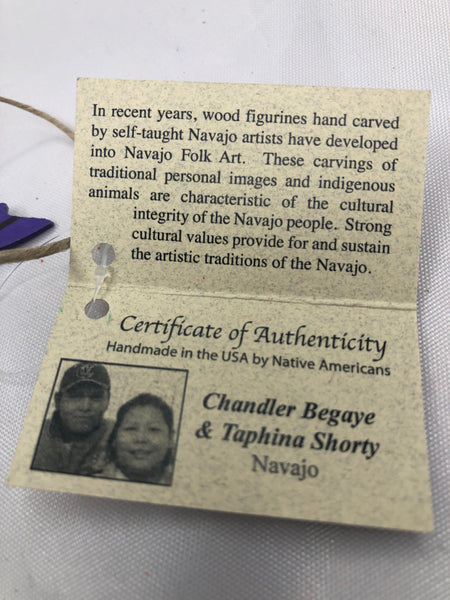 In recent years, wood figurines hand carved
by self-taught Navajo artists have developed
into Navajo Folk Art. These carvings of
traditional personal images and indigenous
animals are characteristic of the cultural
integrity of the Navajo people. Strong
cultural values provide for and sustain
the artistic traditions of the Navajo.
Certificate of Authenticity
Handmade in the USA by Native Americans
Chandler Begaye
& Taphina Shorty
Navajo